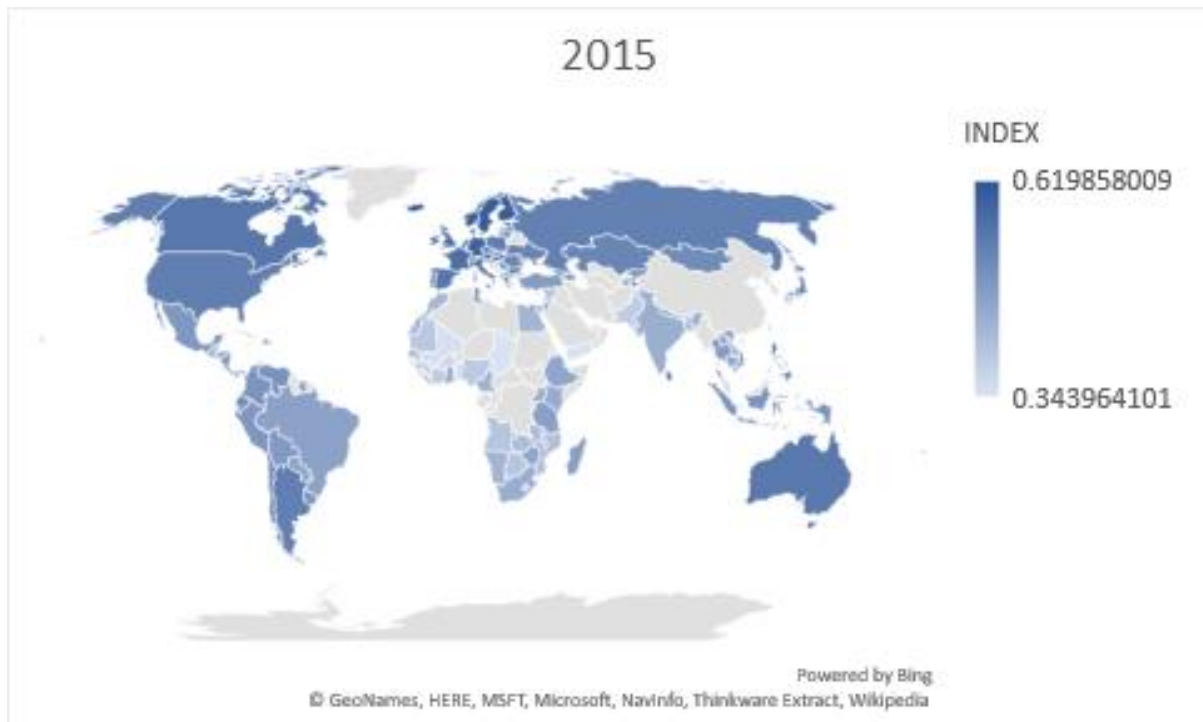 2015
INDEX
0.619858009
0.343964101
Powered by Bing
© GeoNames, HERE, MSFT, Microsoft, NavInfo, Thinkware Extract, Wikipedia